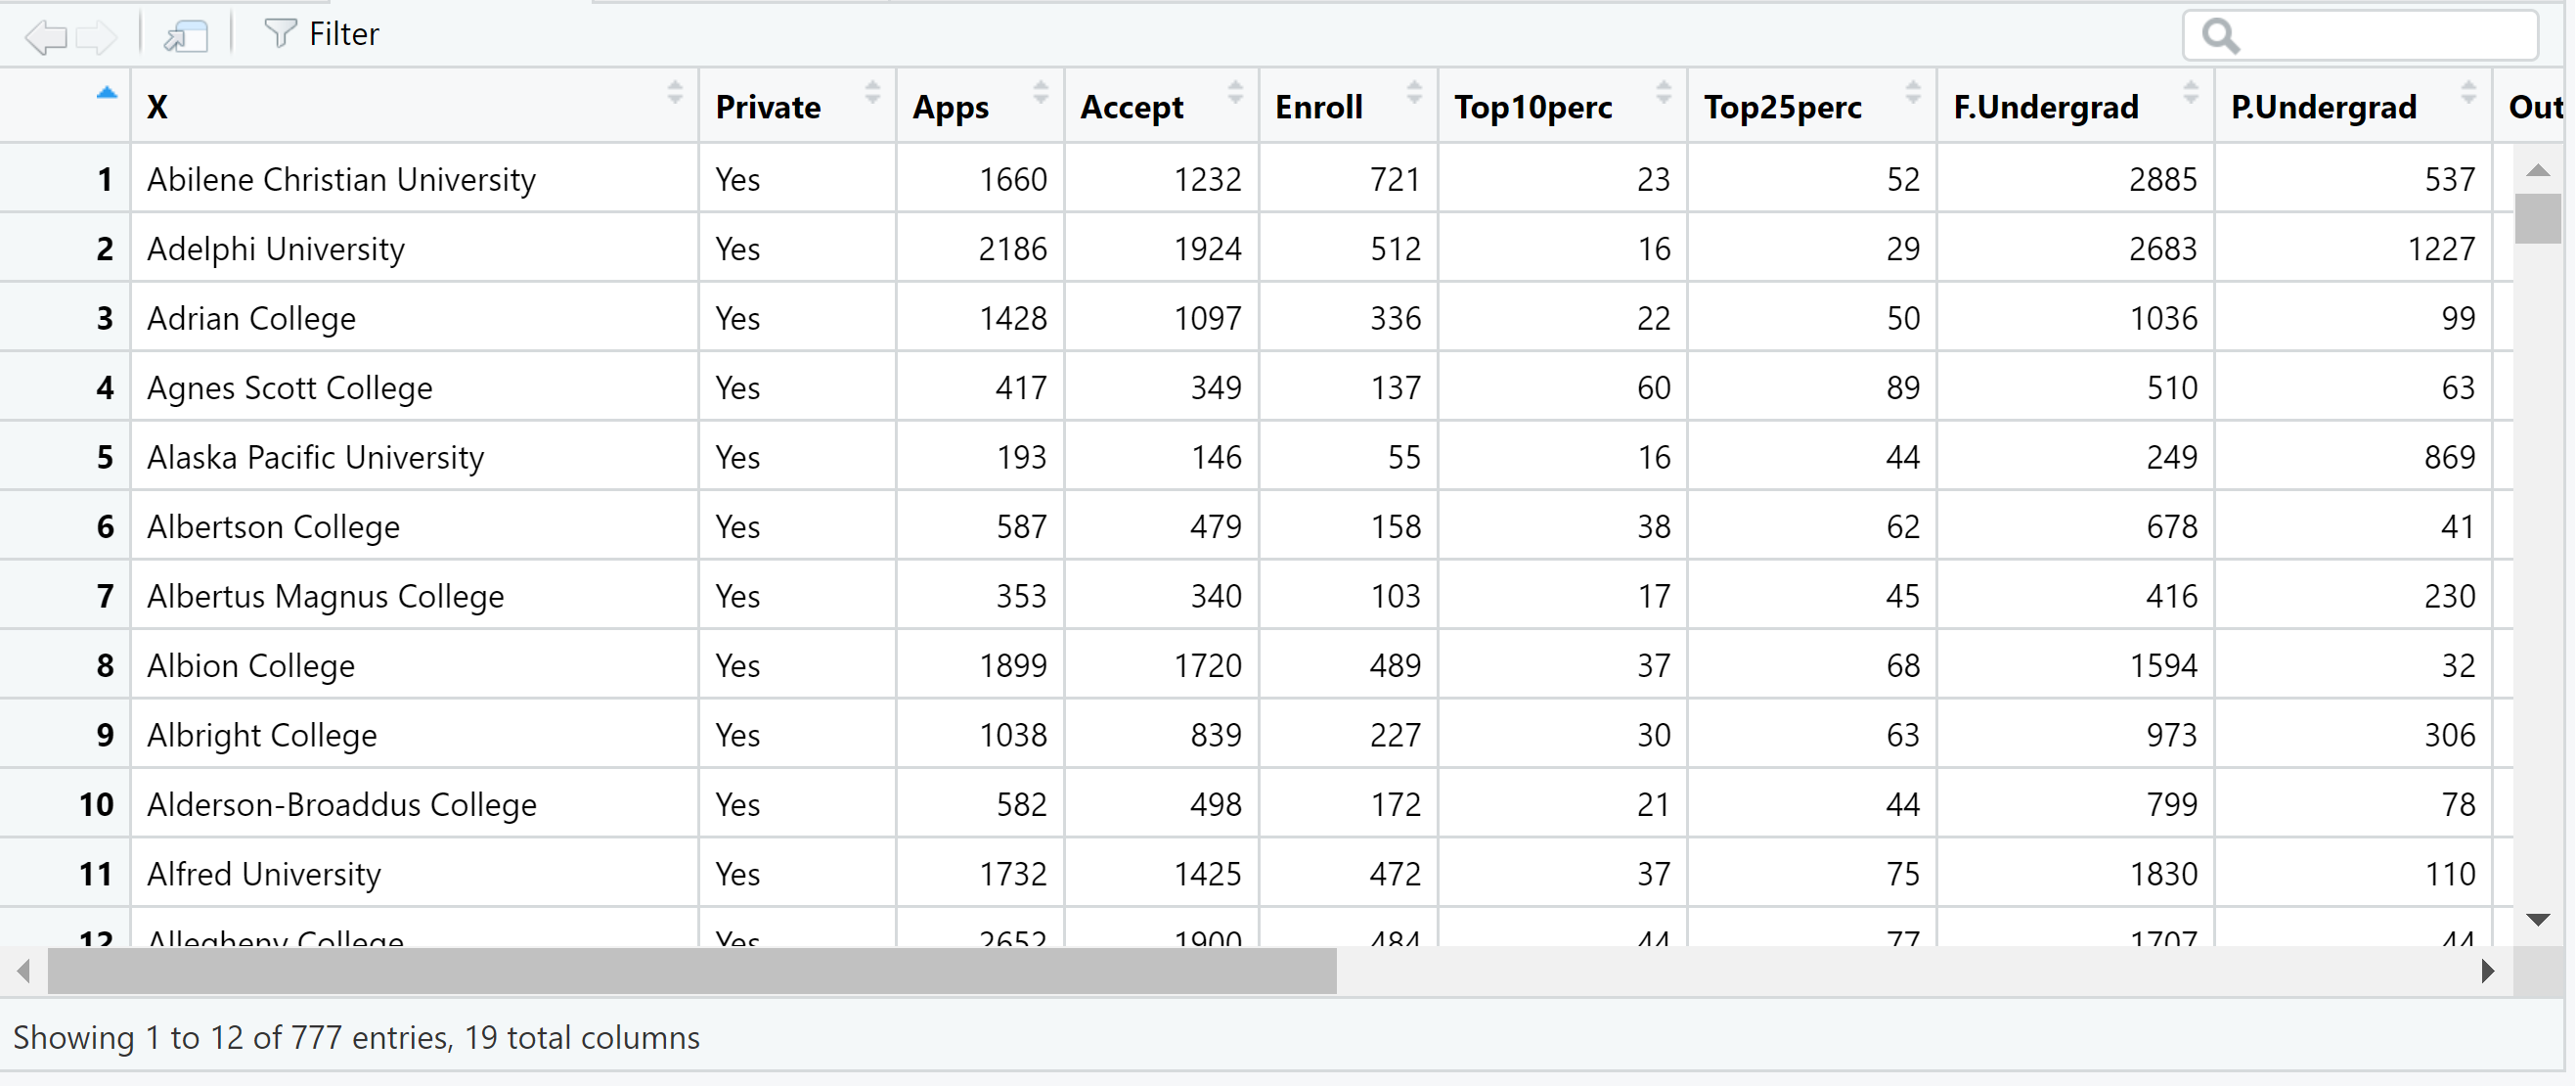 Filter
X Private Apps Accept Enroll Top10perc Top25perc F.Undergrad P.Undergrad Out
1 Abilene Christian University Yes 1660 1232 721 23 52 2885 537
2 Adelphi University Yes 2186 1924 512 16 29 2683 1227
3 Adrian College Yes 1428 1097 336 22 50 1036 99
4 Agnes Scott College Yes 417 349 137 60 89 510 63
5 Alaska Pacific University Yes 193 146 55 16 44 249 869
6 Albertson College Yes 587 479 158 38 62 678 41
7 Albertus Magnus College Yes 353 340 103 17 45 416 230
8 Albion College Yes 1899 1720 489 37 68 1594 32
9 Albright College Yes 1038 839 227 30 63 973 306
10 Alderson-Broaddus College Yes 582 498 172 21 44 799 78
11 Alfred University Yes 1732 1425 472 37 75 1830 110
12 Allegheny College Yes 2652 1900 484 44 77 1707 44
Showing 1 to 12 of 777 entries, 19 total columns